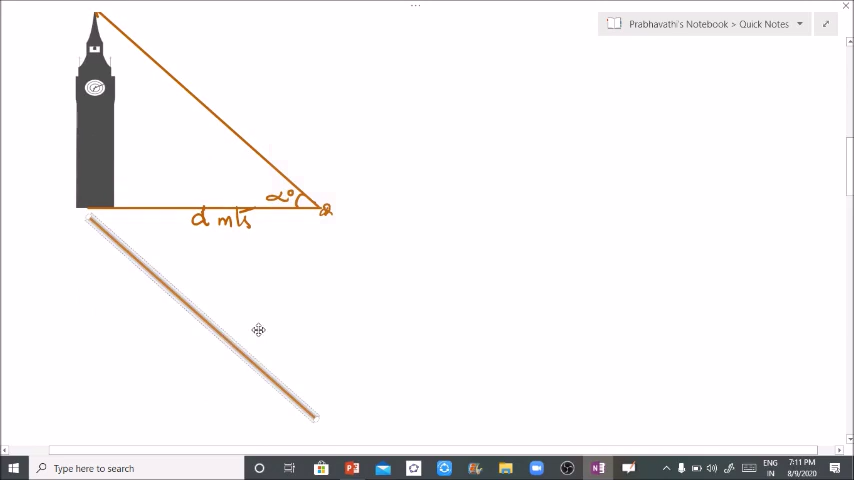 Prabhavathi's Notebook > Quick Notes
α°
d mts
Type here to search
ENG
7:11 PM
IN
8/9/2020